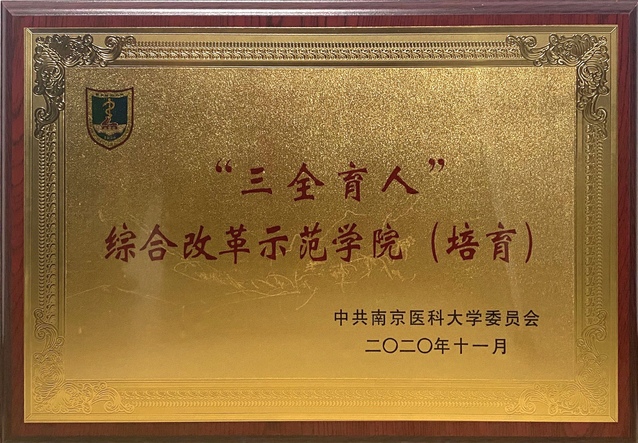 “三全育人”
综合改革示范学院（培育）
中共南京医科大学委员会
二〇二〇年十一月